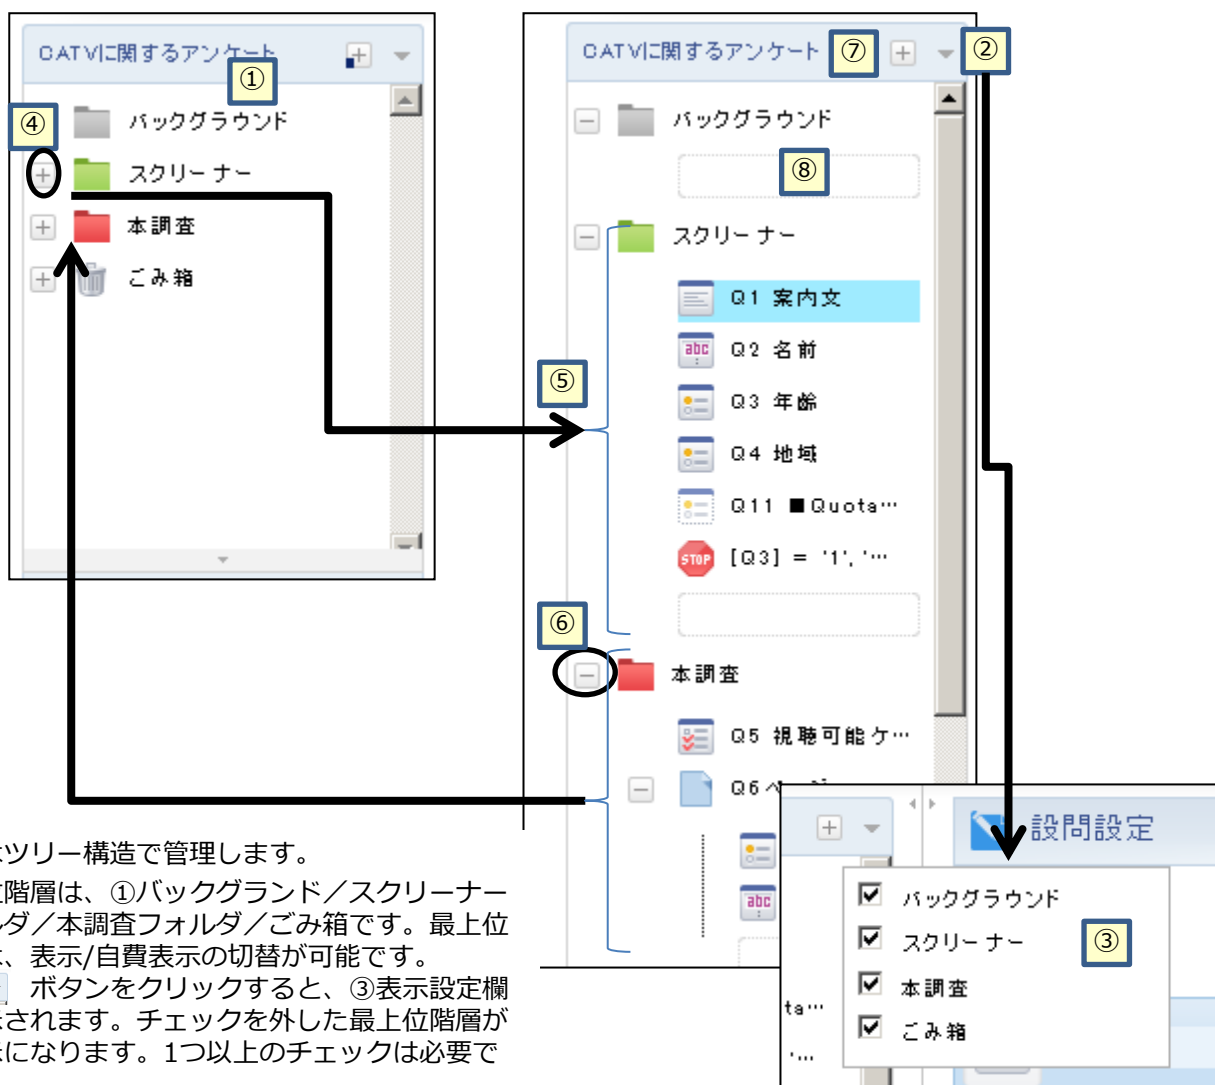 CATVに関するアンケート
①
④
バックグラウンド
スクリーナー
本調査
ごみ箱
CATVに関するアンケート
⑦
②
バックグラウンド
⑧
スクリーナー
Q1 案内文
Q2 名前
⑤
Q3 年齢
Q4 地域
Q11 ■Quota…
STOP [Q3] = '1', '…
⑥
本調査
Q5 視聴可能ケ…
Q6
設問設定
バックグラウンド
スクリーナー
③
本調査
ごみ箱
ta…
'…
abc
abc
ツリー構造で管理します。
階層は、①バックグランド／スクリーナー
ダ／本調査フォルダ／ごみ箱です。最上位
、表示/自費表示の切替が可能です。
ボタンをクリックすると、③表示設定欄
されます。チェックを外した最上位階層が
になります。1つ以上のチェックは必要で